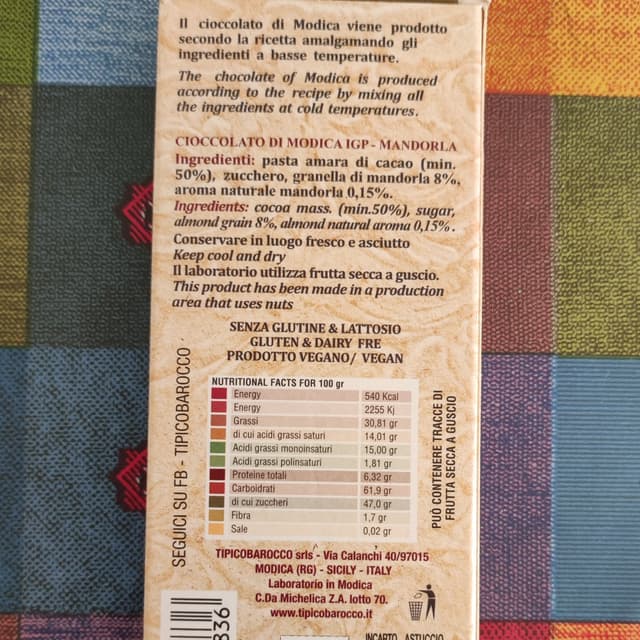 Il cioccolato di Modica viene prodotto
secondo la ricetta amalgamando gli
ingredienti a basse temperature.
The chocolate of Modica is produced
according to the recipe by mixing all
the ingredients at cold temperatures.
CIOCCOLATO DI MODICA IGP - MANDORLA
Ingredienti: pasta amara di cacao (min.
50%), zucchero, granella di mandorla 8%,
aroma naturale mandorla 0,15%.
Ingredients: cocoa mass. (min.50%), sugar,
almond grain 8%, almond natural aroma 0,15%.
Conservare in luogo fresco e asciutto
Keep cool and dry
Il laboratorio utilizza frutta secca a guscio.
This product has been made in a production
area that uses nuts
SENZA GLUTINE & LATTOSIO
GLUTEN & DAIRY FRE
PRODOTTO VEGANO/ VEGAN
SEGUICI SU FB - TIPICOBAROCCO
NUTRITIONAL FACTS FOR 100 gr
Energy 540 Kcal
Energy 2255 Kj
Grassi 30,81 gr
di cui acidi grassi saturi 14,01 gr
Acidi grassi monoinsaturi 15,00 gr
Acidi grassi polinsaturi 1,81 gr
Proteine totali 6,32 gr
Carboidrati 61,9 gr
di cui zuccheri 47,0 gr
Fibra 1,7 gr
Sale 0,02 gr
PUÒ CONTENERE TRACCE DI
FRUTTA SECCA A GUSCIO
TIPICOBAROCCO srls - Via Calanchi 40/97015
MODICA (RG) - SICILY - ITALY
Laboratorio in Modica
C.Da Michelica Z.A. lotto 70.
www.tipicobarocco.it
836
INCARTO ASTUCCIO